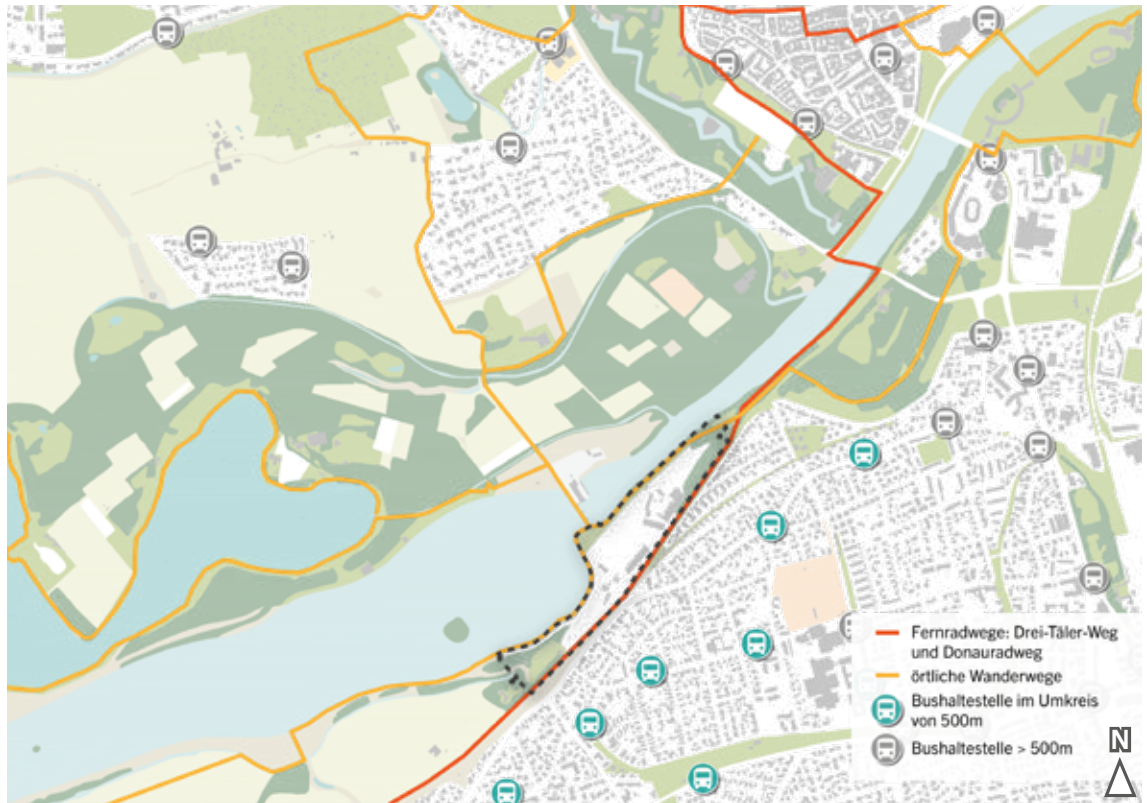 Fernradwege: Drei-Täler-Weg
und Donauradweg
örtliche Wanderwege
Bushaltestelle im Umkreis
von 500m
Bushaltestelle > 500m
N